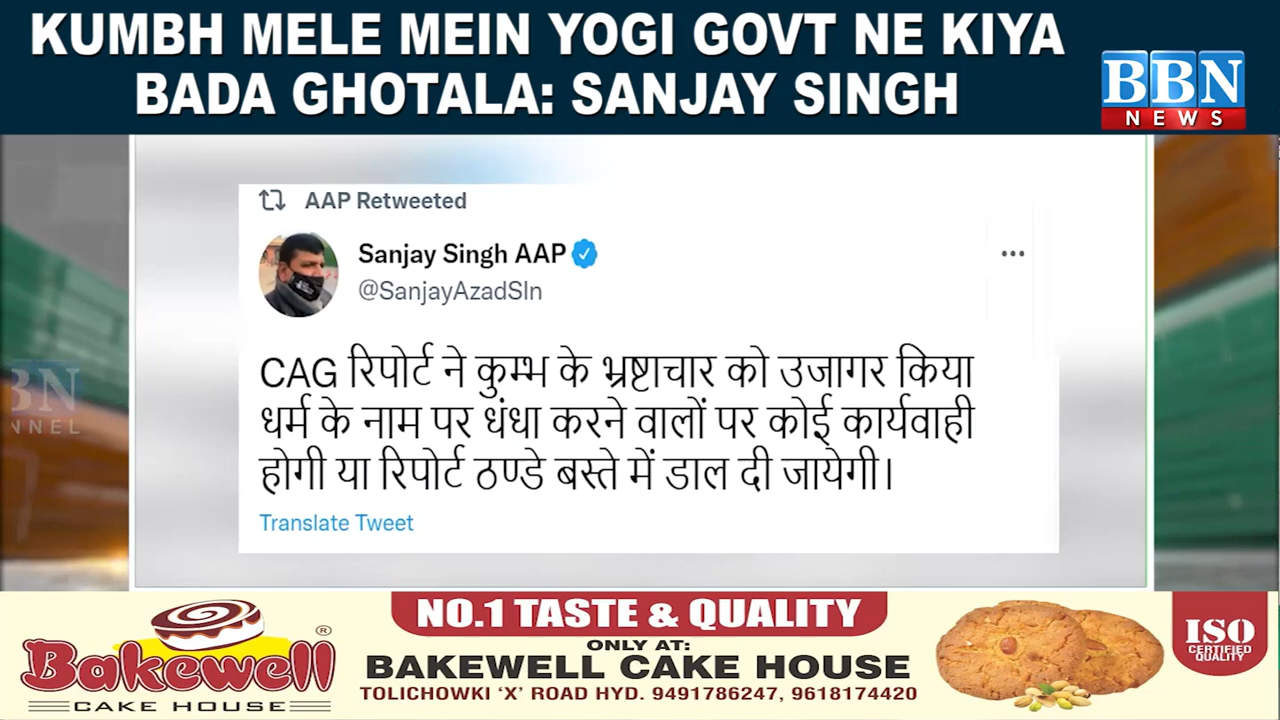 KUMBH MELE MEIN YOGI GOVT NE KIYA
BADA GHOTALA: SANJAY SINGH
BBN
NEWS
AAP Retweeted
Sanjay Singh AAP
@SanjayAzadSln
CAG रिपोर्ट ने कुम्भ के भ्रष्टाचार को उजागर किया
धर्म के नाम पर धंधा करने वालों पर कोई कार्यवाही
होगी या रिपोर्ट ठण्डे बस्ते में डाल दी जायेगी।
Translate Tweet
NO.1 TASTE & QUALITY
ONLY AT:
BAKEWELL CAKE HOUSE
TOLICHOWKI 'X' ROAD HYD. 9491786247, 9618174420
Bakewell®
CAKE HOUSE
ISO
CERTIFIED
QUALITY